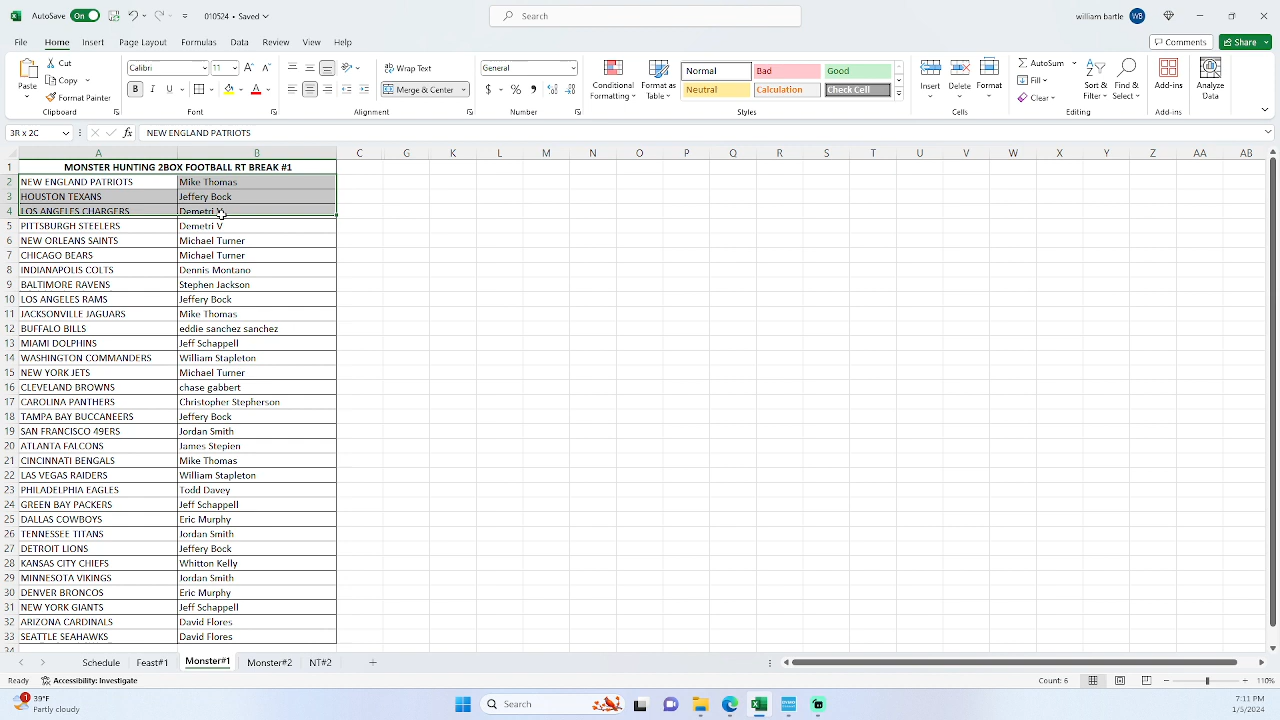 AutoSave On 010524 • Saved Search william bartle WB
File Home Insert Page Layout Formulas Data Review View Help Comments Share
Paste Cut Copy Format Painter Clipboard
Calibri 11 B I U Font
Wrap Text Merge & Center Alignment
General $ % , Number
Conditional Formatting Format as Table
Normal Bad Good
Neutral Calculation Check Cell
Styles
Insert Delete Format Cells
AutoSum Fill Clear Sort & Filter Find & Select Editing
Add-ins Add-ins
Analyze Data
3R x 2C fx NEW ENGLAND PATRIOTS
A B C G H K L M N O P Q R S T U V W X Y Z AA AB
1 MONSTER HUNTING 2BOX FOOTBALL RT BREAK #1
2 NEW ENGLAND PATRIOTS Mike Thomas
3 HOUSTON TEXANS Jeffery Bock
4 LOS ANGELES CHARGERS Demetri V
5 PITTSBURGH STEELERS Demetri V
6 NEW ORLEANS SAINTS Michael Turner
7 CHICAGO BEARS Michael Turner
8 INDIANAPOLIS COLTS Dennis Montano
9 BALTIMORE RAVENS Stephen Jackson
10 LOS ANGELES RAMS Jeffery Bock
11 JACKSONVILLE JAGUARS Mike Thomas
12 BUFFALO BILLS eddie sanchez sanchez
13 MIAMI DOLPHINS Jeff Schappell
14 WASHINGTON COMMANDERS William Stapleton
15 NEW YORK JETS Michael Turner
16 CLEVELAND BROWNS chase gabbert
17 CAROLINA PANTHERS Christopher Stepherson
18 TAMPA BAY BUCCANEERS Jeffery Bock
19 SAN FRANCISCO 49ERS Jordan Smith
20 ATLANTA FALCONS James Stepien
21 CINCINNATI BENGALS Mike Thomas
22 LAS VEGAS RAIDERS William Stapleton
23 PHILADELPHIA EAGLES Todd Davey
24 GREEN BAY PACKERS Jeff Schappell
25 DALLAS COWBOYS Eric Murphy
26 TENNESSEE TITANS Jordan Smith
27 DETROIT LIONS Jeffery Bock
28 KANSAS CITY CHIEFS Whitton Kelly
29 MINNESOTA VIKINGS Jordan Smith
30 DENVER BRONCOS Eric Murphy
31 NEW YORK GIANTS Jeff Schappell
32 ARIZONA CARDINALS David Flores
33 SEATTLE SEAHAWKS David Flores
34
Schedule Feast#1 Monster#1 Monster#2 NT#2
Ready Accessibility: Investigate Count: 6 110%
1 39°F
Partly cloudy
Search
7:11 PM
1/5/2024